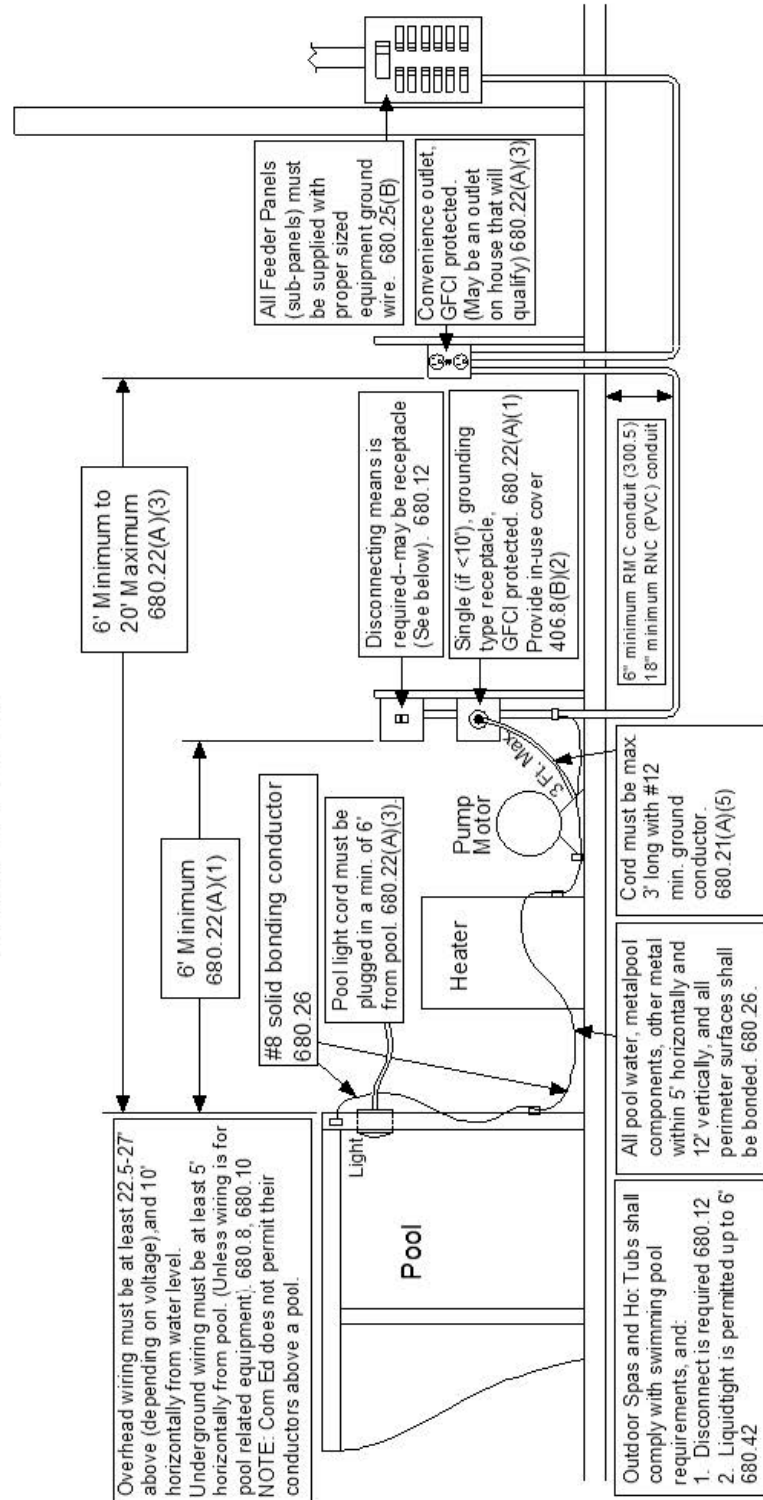 Overhead wiring must be at least 22.5-27'
above (depending on voltage),and 10'
horizontally from water level.
Underground wiring must be at least 5'
horizontally from pool. (Unless wiring is for
pool related equipment). 680.8, 680.10
NOTE: Com Ed does not permit their
conductors above a pool.
6' Minimum to
20' Maximum
680.22(A)(3)
6' Minimum
680.22(A)(1)
#8 solid bonding conductor
680.26
Pool light cord must be
plugged in a min. of 6'
from pool. 680.22(A)(3).
All Feeder Panels
(sub-panels) must
be supplied with
proper sized
equipment ground
wire. 680.25(B)
Convenience outlet,
GFCI protected.
(May be an outlet
on house that will
qualify) 680.22(A)(3)
Disconnecting means is
required--may be receptacle
(See below). 680.12
Single (if <10'), grounding
type receptacle,
GFCI protected. 680.22(A)(1)
Provide in-use cover
406.8(B)(2)
Light
Pool
Heater
Pump
Motor
3 Ft. Max
6" minimum RMC conduit (300.5)
18" minimum RNC (PVC) conduit
Outdoor Spas and Hot Tubs shall
comply with swimming pool
requirements, and:
1. Disconnect is required 680.12
2. Liquidtight is permitted up to 6'
680.42
All pool water, metalpool
components, other metal
within 5' horizontally and
12' vertically, and all
perimeter surfaces shall
be bonded. 680.26.
Cord must be max.
3' long with #12
min. ground
conductor.
680.21(A)(5)